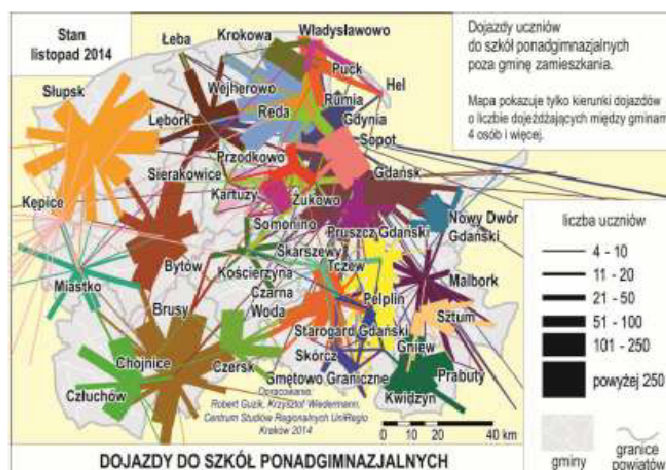 Stan
listopad 2014
Dojazdy uczniów
do szkół ponadgimnazjalnych
poza gminę zamieszkania.
Mapa pokazuje tylko kierunki dojazdów
o liczbie dojeżdżających między gminami
4 osób i więcej.
Łeba
Krokowa
Władysławowo
Puck
Hel
Słupsk
Wejherowo
Lębork
Reda
Rumia
Gdynia
Sopot
Przodkowo
Sierakowice
Gdańsk
Kępice
Kartuzy
Żukowo
Somonino
Pruszcz Gdański
Nowy Dwór
Gdański
Skarszewy
Bytów
Kościerzyna
Tczew
Malbork
Miastko
Czarna
Woda
Pelplin
Brusy
Sztum
Starogard Gdański
Gniew
Chojnice
Czersk
Skórcz
Prabuty
Człuchów
Smętowo Graniczne
Kwidzyn
liczba uczniów
4 - 10
11 - 20
21 - 50
51 - 100
101 - 250
powyżej 250
gminy
granice
powiatów
Opracowanie:
Robert Guzik, Krzysztof Wiedermann,
Centrum Studiów Regionalnych UniRegio
Kraków 2014
0 20 40 km
DOJAZDY DO SZKÓŁ PONADGIMINAZJALNYCH